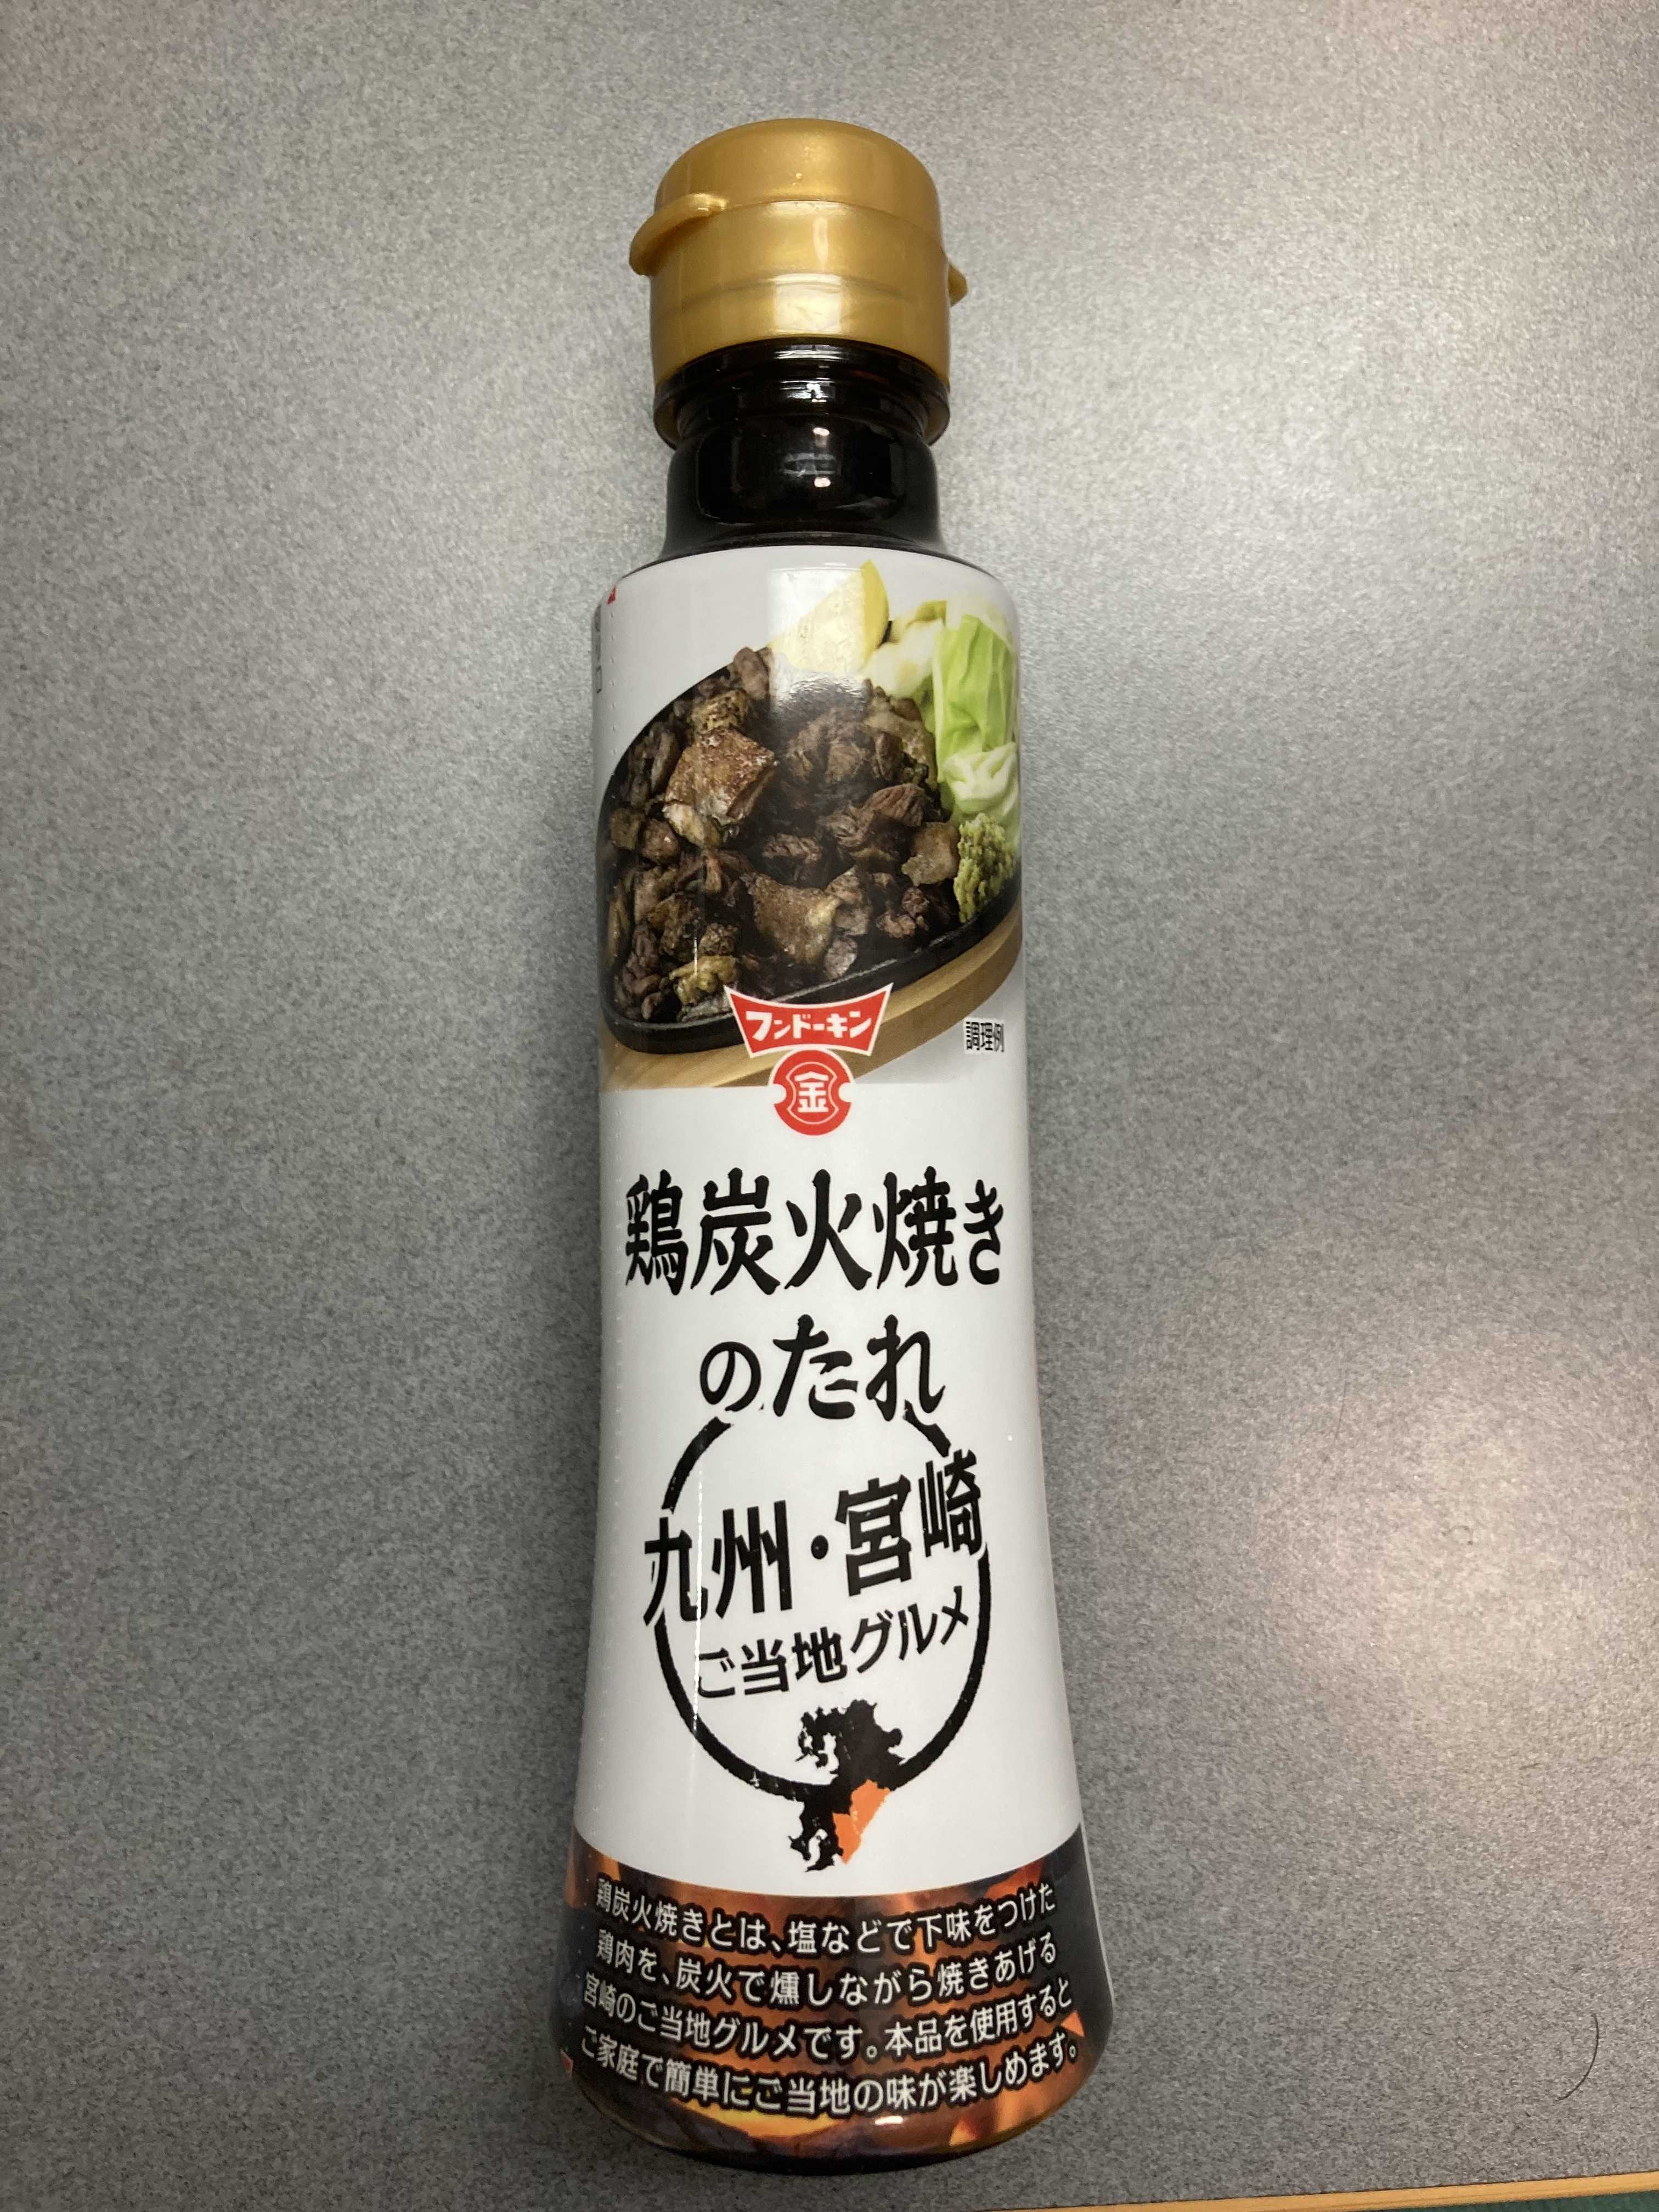 フンドーキン
金
調理例
鶏炭火焼き
のたれ
九州・宮崎
ご当地グルメ
鶏炭火焼きとは、塩などで下味をつけた
鶏肉を、炭火で燻しながら焼きあげる
宮崎のご当地グルメです。本品を使用すると
ご家庭で簡単にご当地の味が楽しめます。